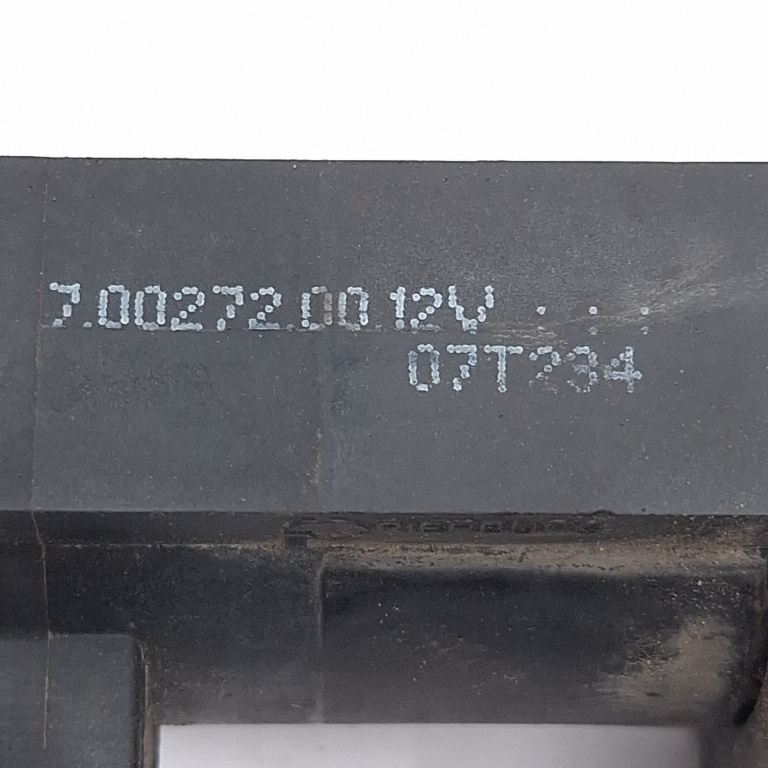 7.00272.00 12V . . .
07T234